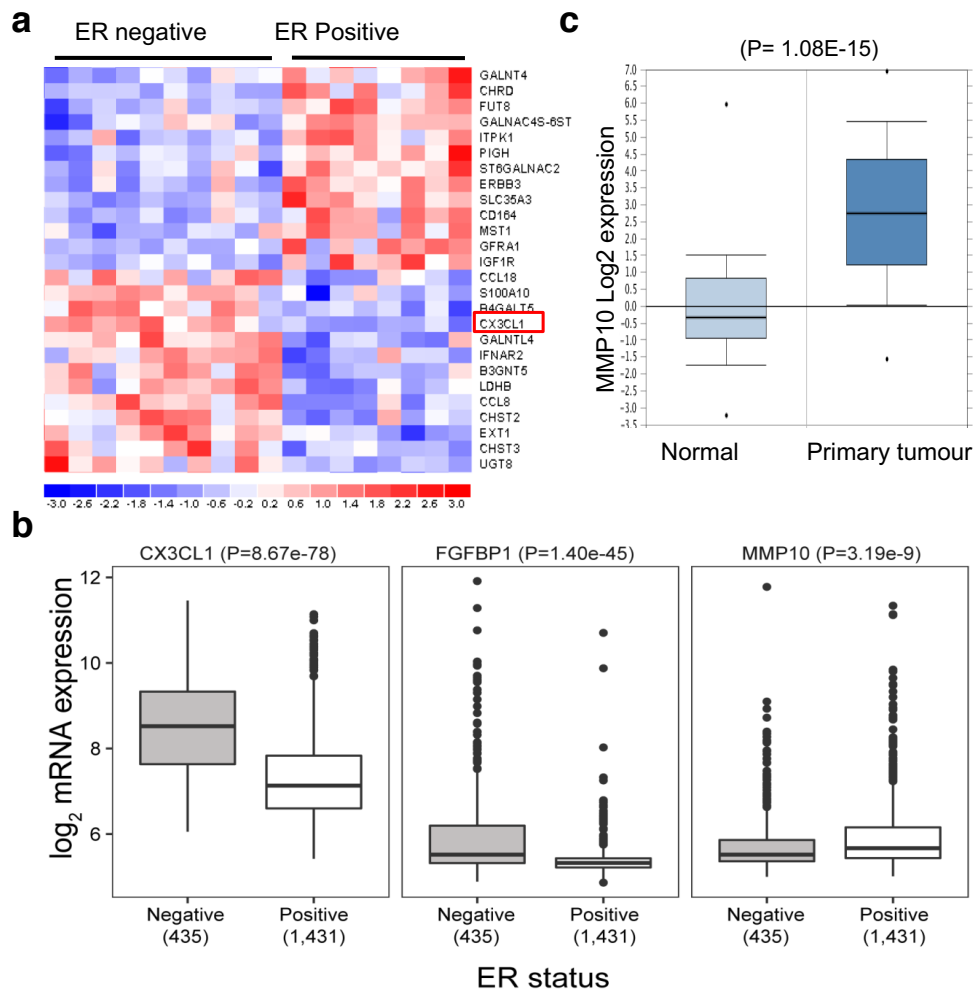 a
ER negative
ER Positive
GALNT4
CHRD
FUT8
GALNAC4S-6ST
ITPK1
PIGH
ST6GALNAC2
ERBB3
SLC35A3
CD164
MST1
GFRA1
IGF1R
CCL18
S100A10
B4GALT5
CX3CL1
GALNTL4
IFNAR2
B3GNT5
LDHB
CCL8
CHST2
EXT1
CHST3
UGT8
-3.0 -2.6 -2.2 -1.8 -1.4 -1.0 -0.6 -0.2 0.2 0.6 1.0 1.4 1.8 2.2 2.6 3.0
c
(P= 1.08E-15)
MMP10 Log2 expression
7.0
6.5
6.0
5.5
5.0
4.5
4.0
3.5
3.0
2.5
2.0
1.5
1.0
0.5
0.0
-0.5
-1.0
-1.5
-2.0
-2.5
-3.0
-3.5
Normal
Primary tumour
b
CX3CL1 (P=8.67e-78)
FGFBP1 (P=1.40e-45)
MMP10 (P=3.19e-9)
log2 mRNA expression
12
10
8
6
Negative
(435)
Positive
(1,431)
Negative
(435)
Positive
(1,431)
Negative
(435)
Positive
(1,431)
ER status